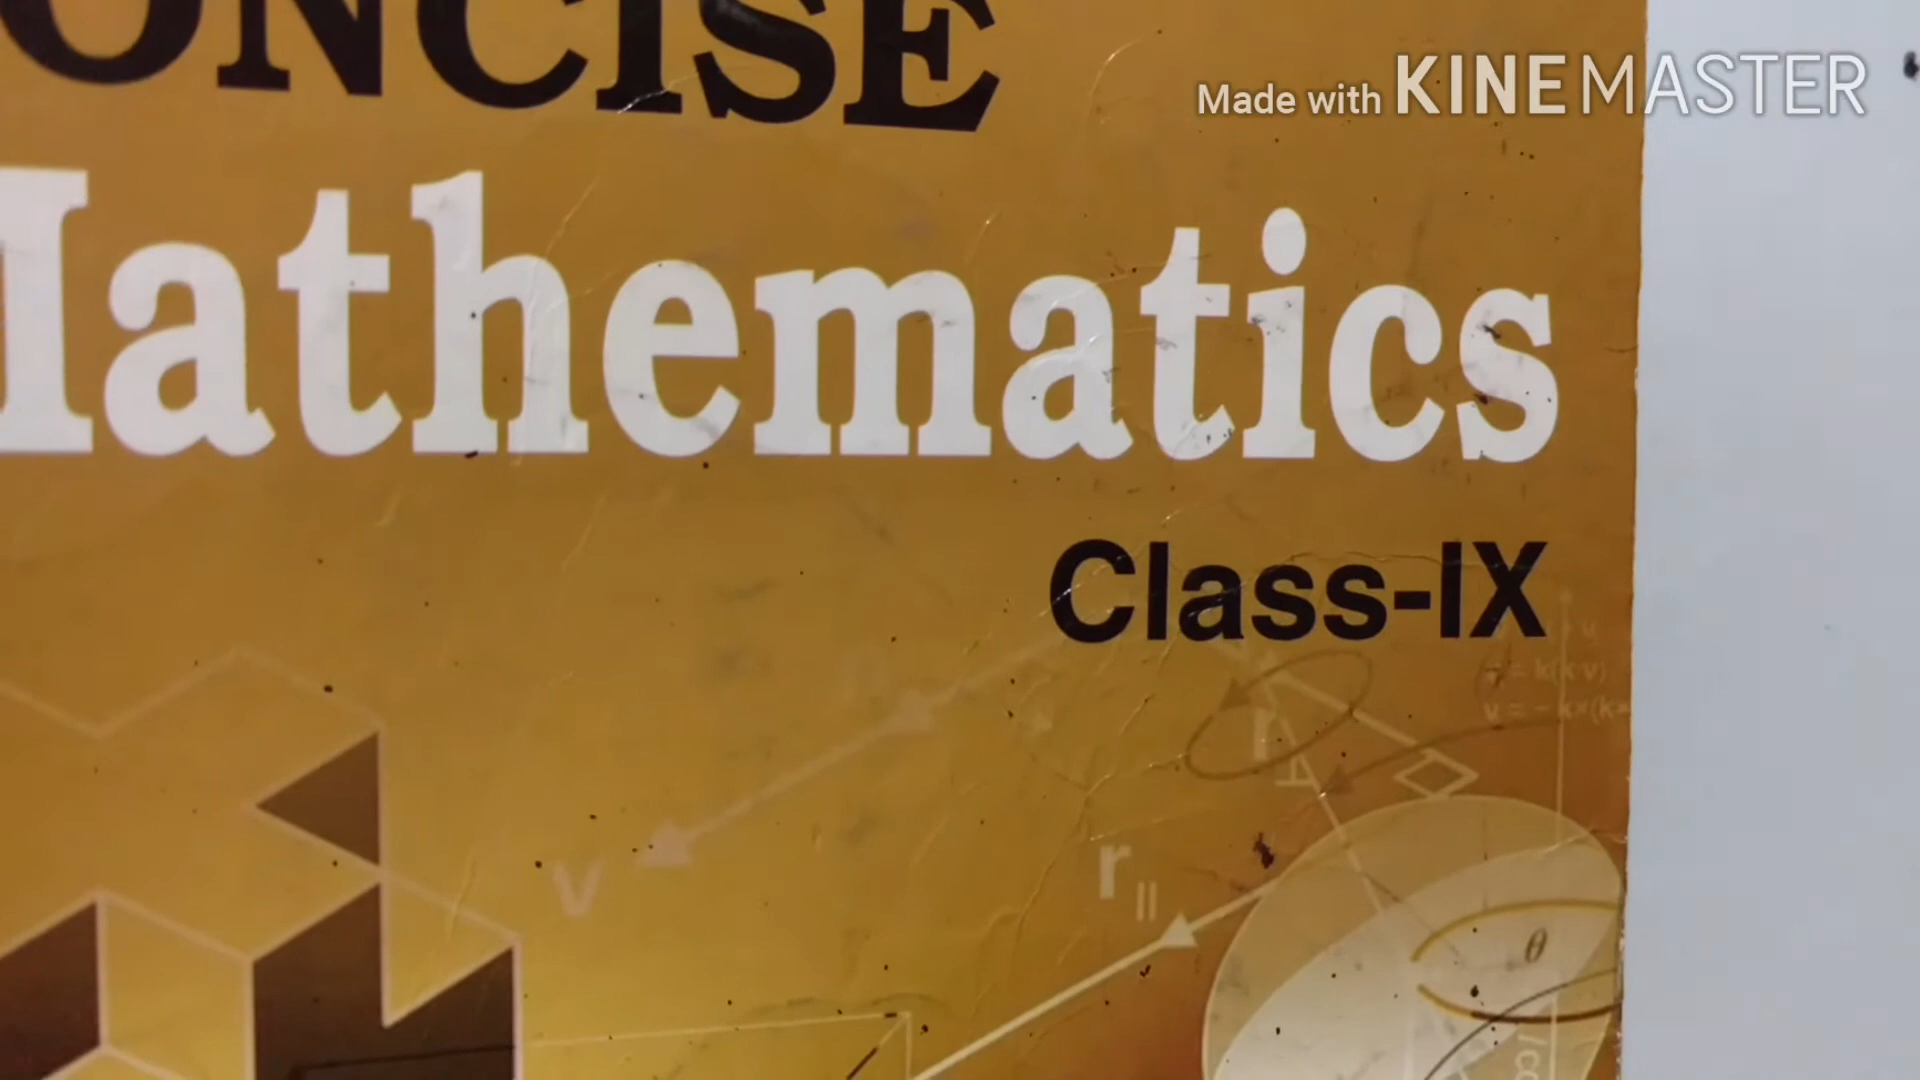 ONCISE
Made with KINEMASTER
Mathematics
Class-IX
v
r
r ||
θ